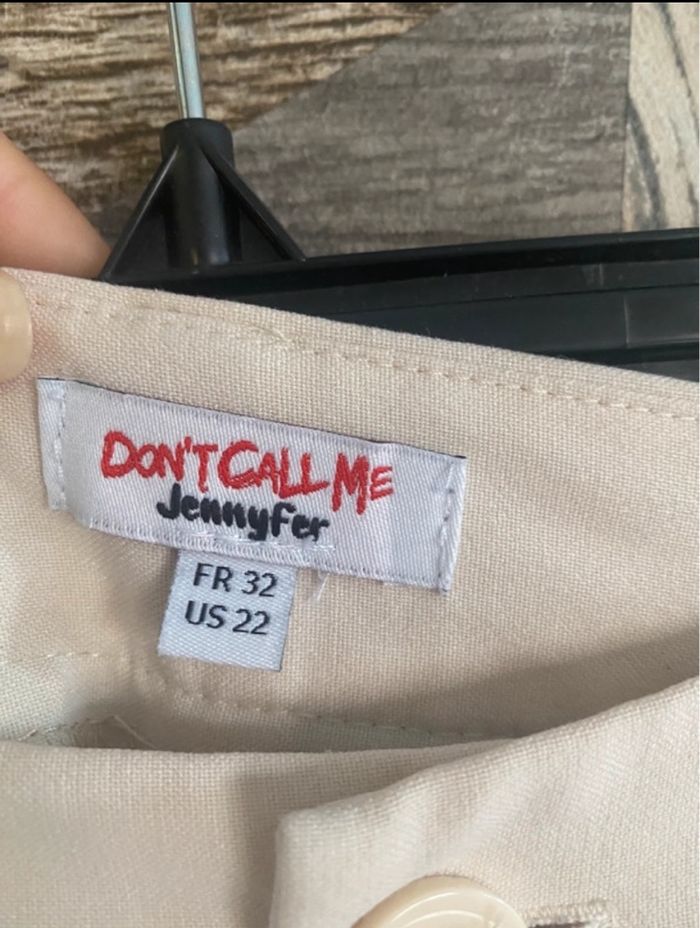 DON'T CALL ME
Jennyfer
FR 32
US 22